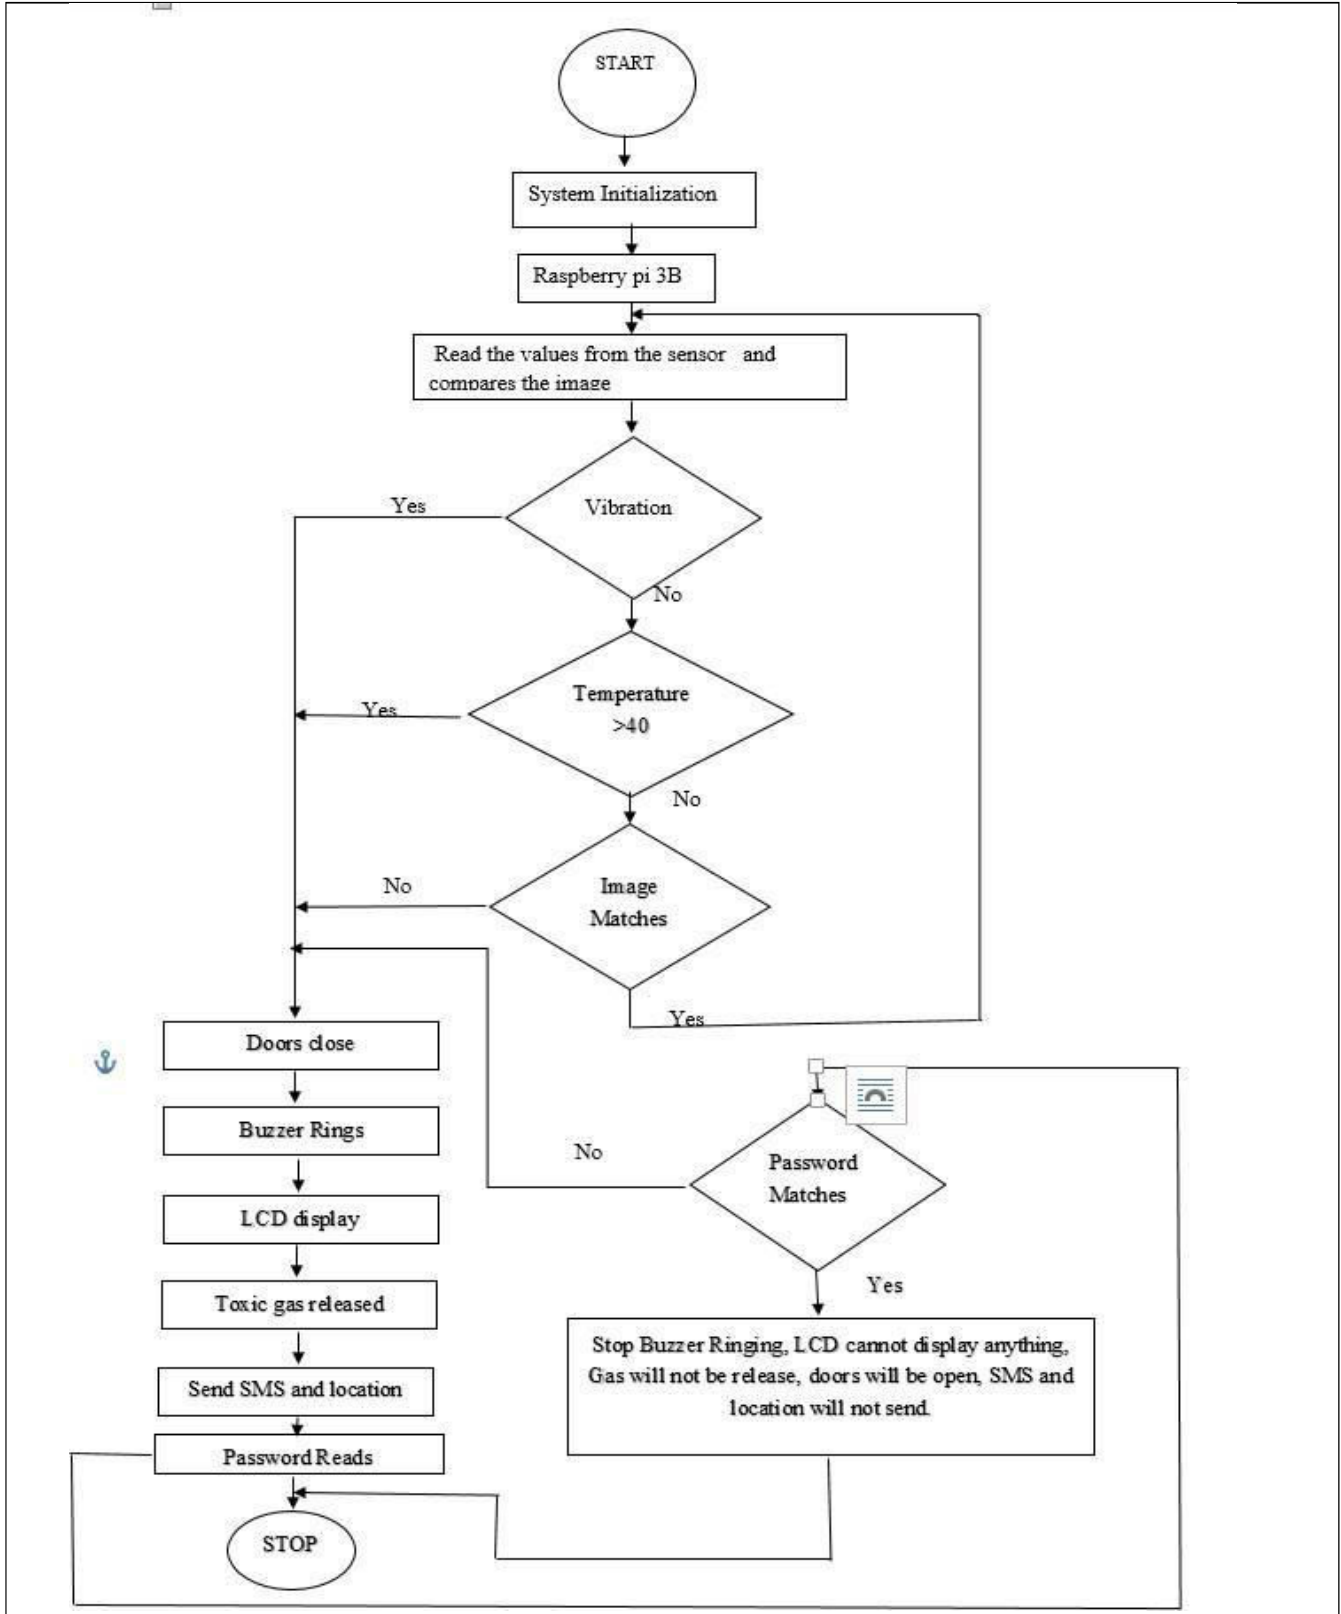 START
System Initialization
Raspberry pi 3B
Read the values from the sensor and
compares the image
Vibration
Yes
No
Temperature
>40
Yes
No
Image
Matches
No
Yes
Doors close
Buzzer Rings
LCD display
Toxic gas released
Send SMS and location
Password Reads
STOP
Password
Matches
No
Yes
Stop Buzzer Ringing, LCD cannot display anything,
Gas will not be release, doors will be open, SMS and
location will not send.